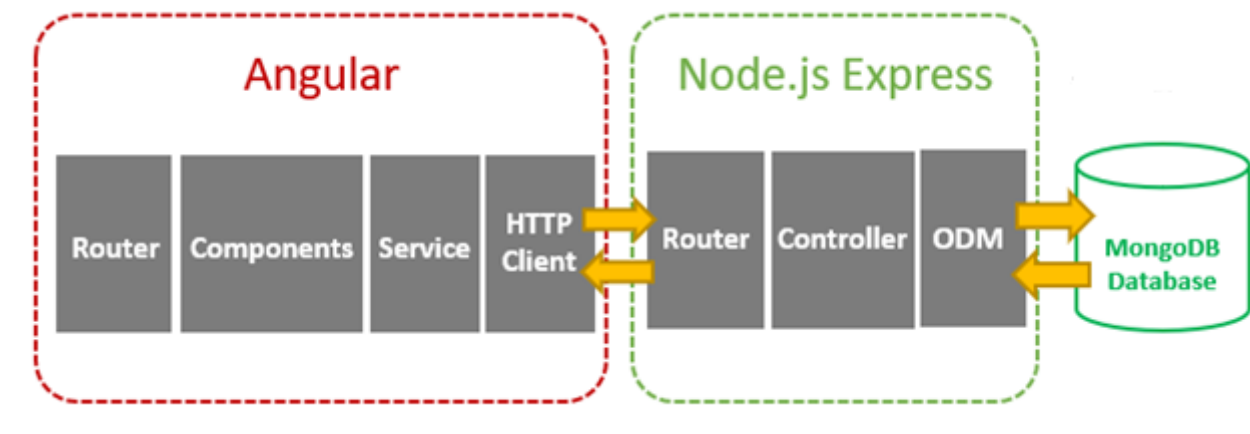 Angular
Node.js Express
Router
Components
Service
HTTP
Client
Router
Controller
ODM
MongoDB
Database